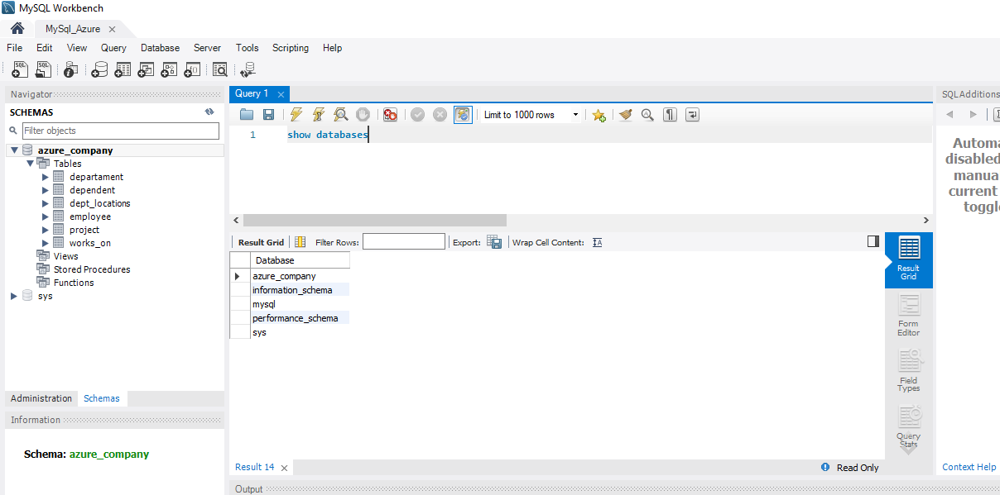 MySQL Workbench
MySql_Azure
File Edit View Query Database Server Tools Scripting Help
Navigator
SCHEMAS
Filter objects
azure_company
Tables
departament
dependent
dept_locations
employee
project
works_on
Views
Stored Procedures
Functions
sys
Administration Schemas
Information
Schema: azure_company
Query 1
Limit to 1000 rows
1 show databases
Result Grid Filter Rows: Export: Wrap Cell Content:
Database
azure_company
information_schema
mysql
performance_schema
sys
Result Grid
Form Editor
Field Types
Query Stats
Result 14
Read Only
Output
SQLAdditions
disabled
current
Context Help